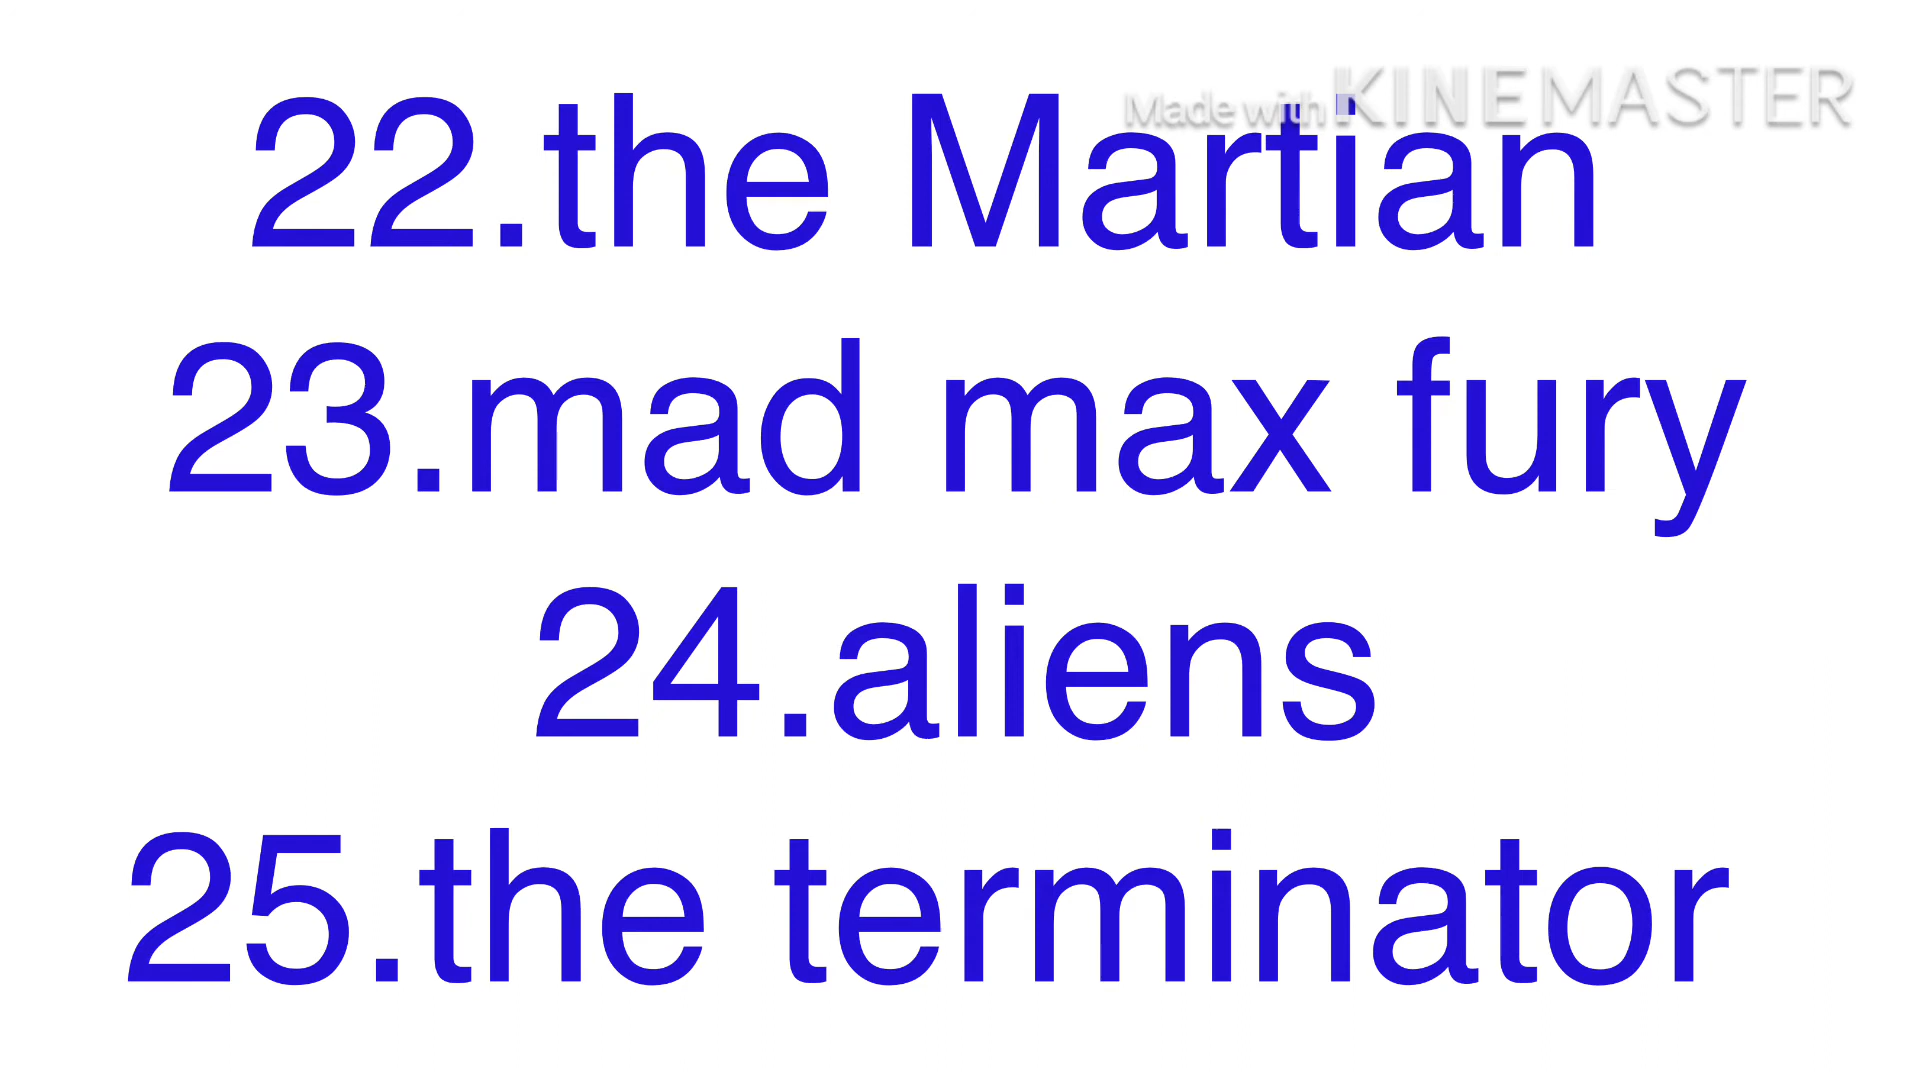 Made with KINEMASTER
22.the Martian
23.mad max fury
24.aliens
25.the terminator